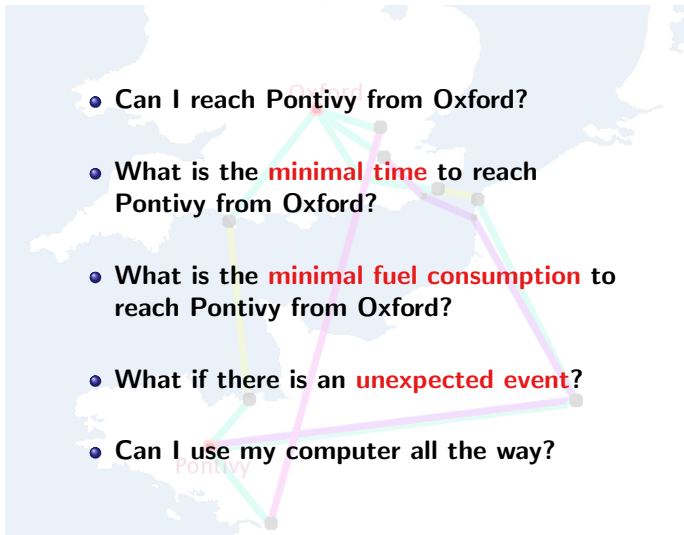 Oxford
Can I reach Pontivy from Oxford?
What is the minimal time to reach
Pontivy from Oxford?
What is the minimal fuel consumption to
reach Pontivy from Oxford?
What if there is an unexpected event?
Can I use my computer all the way?
Pontivy